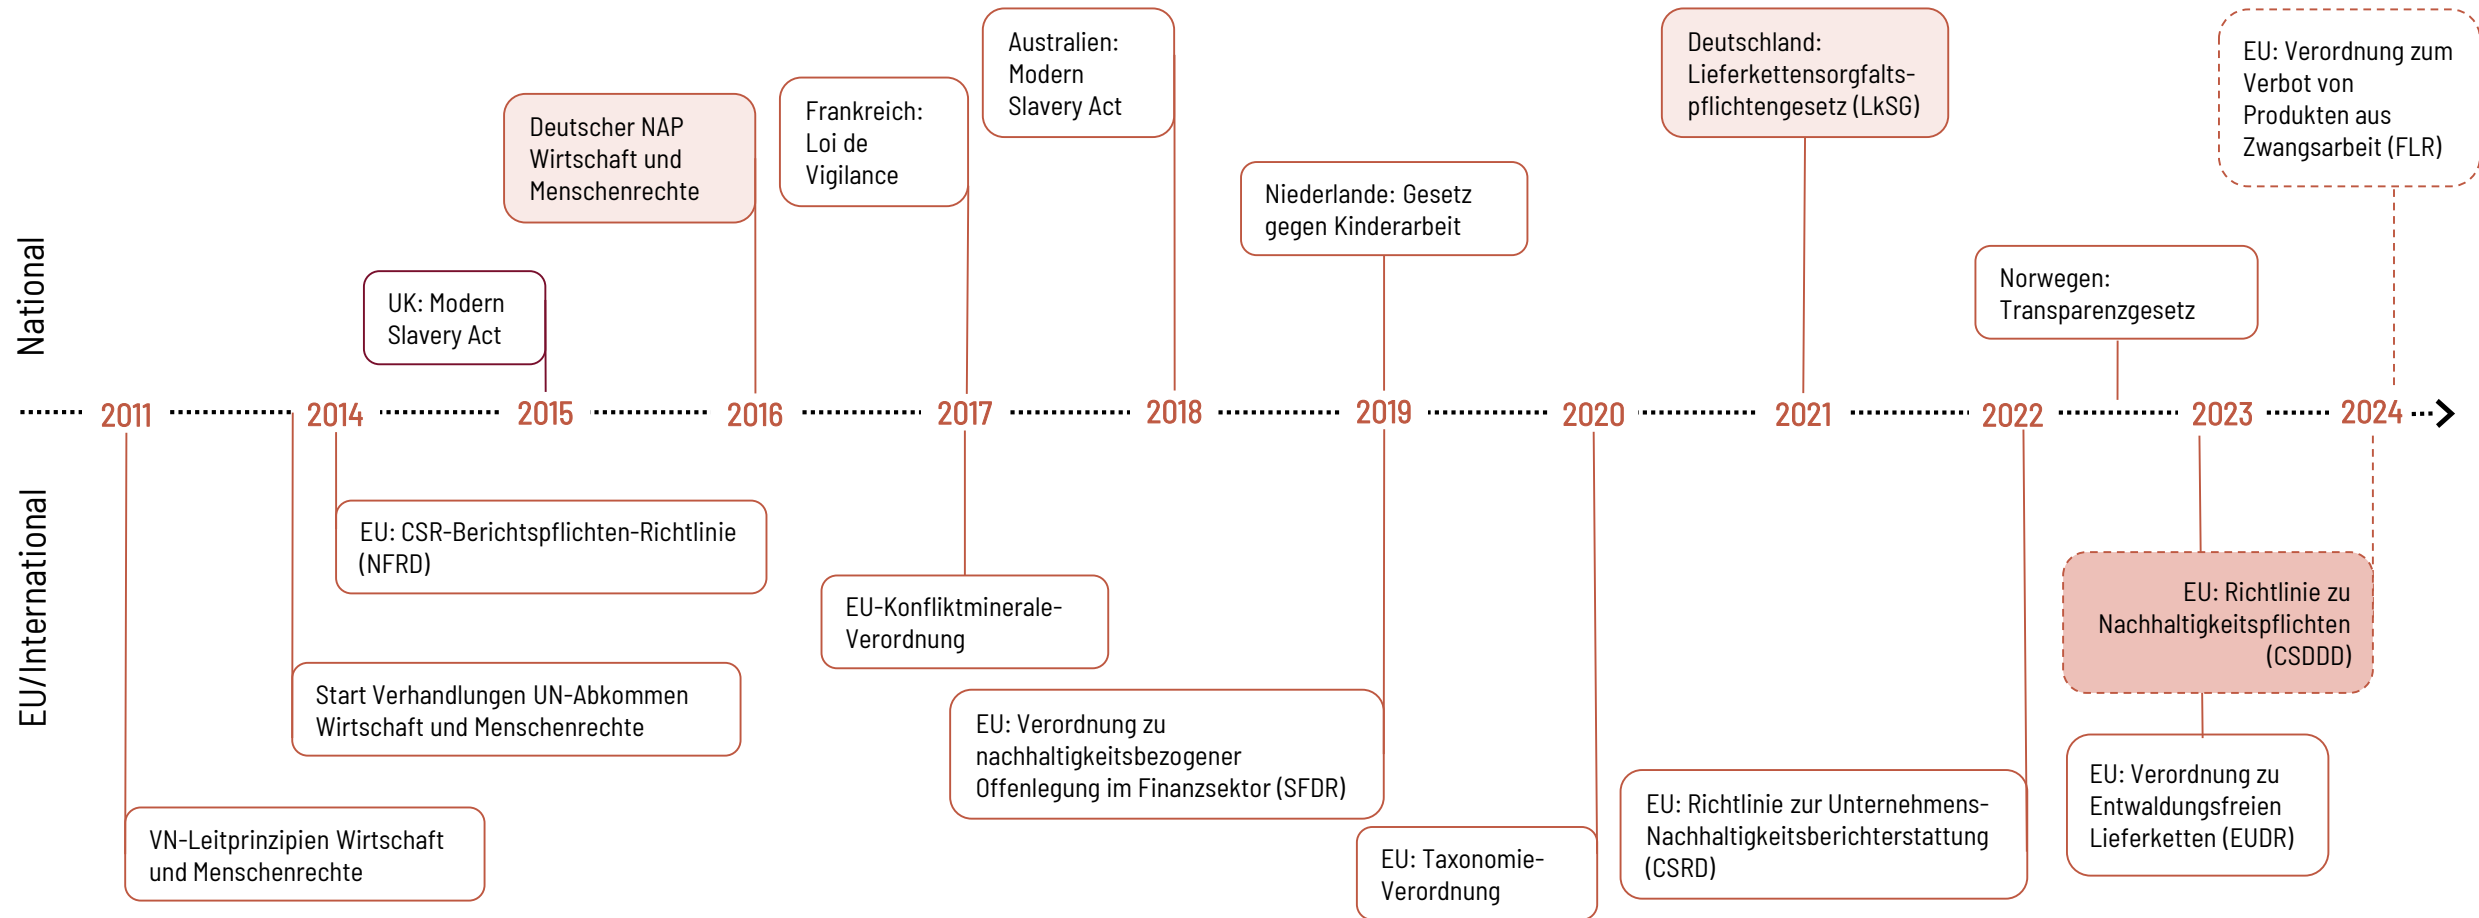 National
UK: Modern
Slavery Act
Deutscher NAP
Wirtschaft und
Menschenrechte
Frankreich:
Loi de
Vigilance
Australien:
Modern
Slavery Act
Niederlande: Gesetz
gegen Kinderarbeit
Deutschland:
Lieferkettensorgfalts-
pflichtengesetz (LkSG)
Norwegen:
Transparenzgesetz
EU: Verordnung zum
Verbot von
Produkten aus
Zwangsarbeit (FLR)
2011
2014
2015
2016
2017
2018
2019
2020
2021
2022
2023
2024
EU/International
VN-Leitprinzipien Wirtschaft
und Menschenrechte
Start Verhandlungen UN-Abkommen
Wirtschaft und Menschenrechte
EU: CSR-Berichtspflichten-Richtlinie
(NFRD)
EU-Konfliktminerale-
Verordnung
EU: Verordnung zu
nachhaltigkeitsbezogener
Offenlegung im Finanzsektor (SFDR)
EU: Taxonomie-
Verordnung
EU: Richtlinie zur Unternehmens-
Nachhaltigkeitsberichterstattung
(CSRD)
EU: Richtlinie zu
Nachhaltigkeitspflichten
(CSDDD)
EU: Verordnung zu
Entwaldungsfreien
Lieferketten (EUDR)